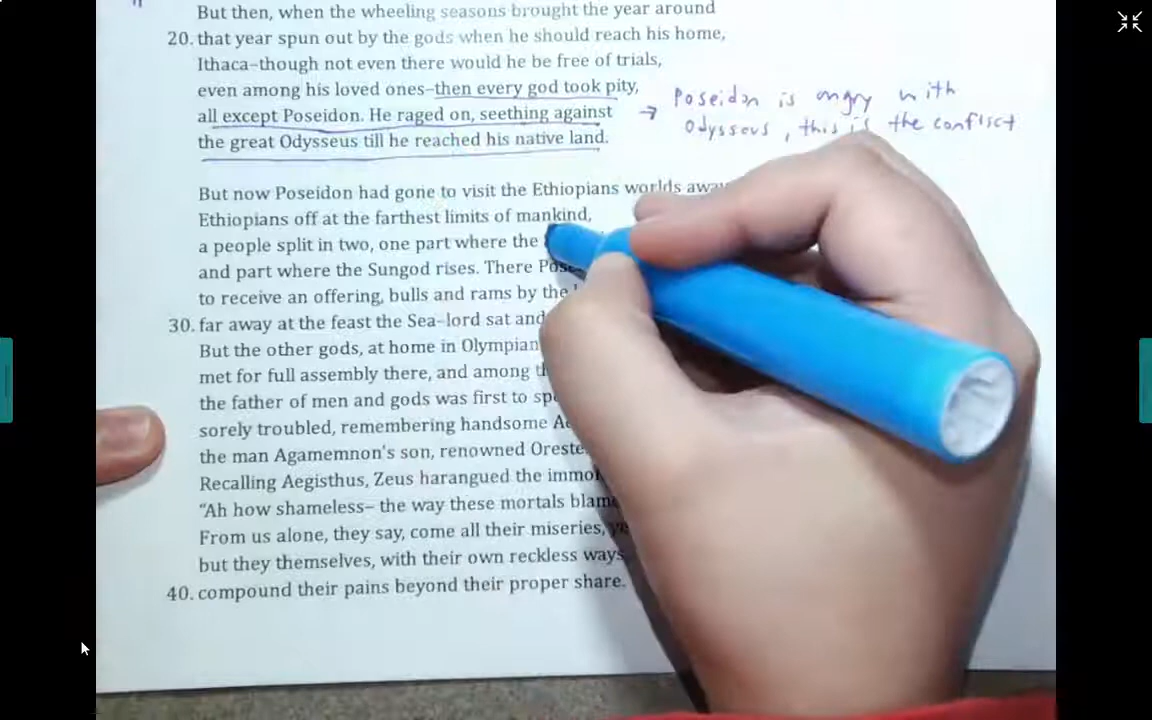 But then, when the wheeling seasons brought the year around
20. that year spun out by the gods when he should reach his home,
Ithaca–though not even there would he be free of trials,
even among his loved ones–then every god took pity,
all except Poseidon. He raged on, seething against
the great Odysseus till he reached his native land.
→ Poseidon is angry with
Odysseus, this is the conflict
But now Poseidon had gone to visit the Ethiopians worlds away
Ethiopians off at the farthest limits of mankind,
a people split in two, one part where the
and part where the Sungod rises. There
to receive an offering, bulls and rams by the
30. far away at the feast the Sea–lord sat and
But the other gods, at home in Olympian
met for full assembly there, and among
the father of men and gods was first to
sorely troubled, remembering handsome
the man Agamemnon's son, renowned
Recalling Aegisthus, Zeus harangued the
“Ah how shameless– the way these mortals
From us alone, they say, come all their miseries,
but they themselves, with their own reckless ways
40. compound their pains beyond their proper share.